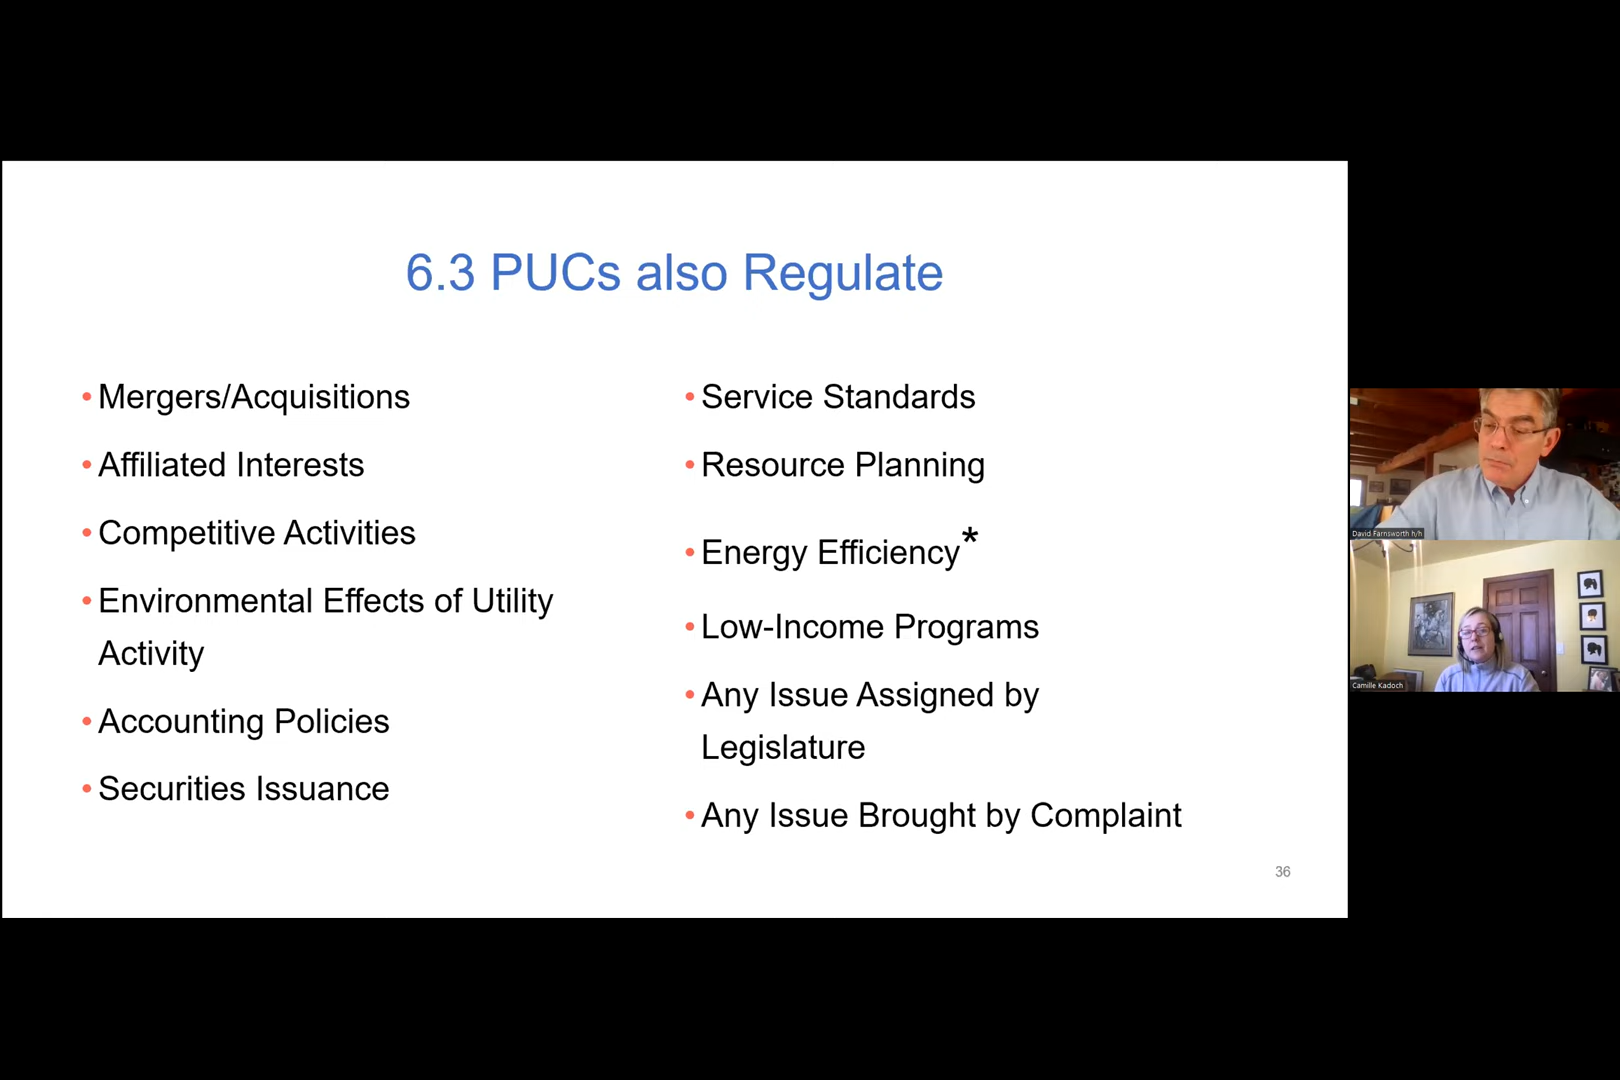 6.3 PUCs also Regulate
•Mergers/Acquisitions
•Affiliated Interests
•Competitive Activities
•Environmental Effects of Utility
Activity
•Accounting Policies
•Securities Issuance
•Service Standards
•Resource Planning
•Energy Efficiency*
•Low-Income Programs
•Any Issue Assigned by
Legislature
•Any Issue Brought by Complaint
36
David Farnsworth h/h
Camille Kadoch